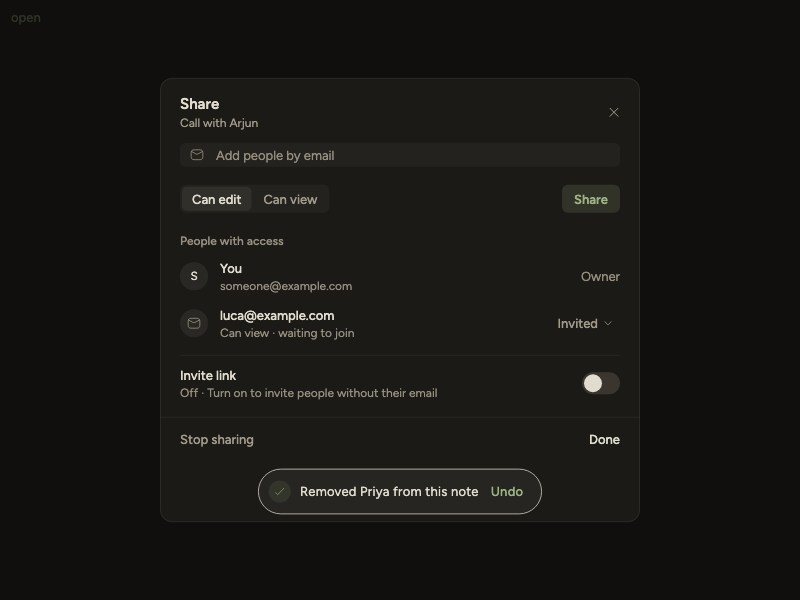 open
Share
Call with Arjun
Add people by email
Can edit
Can view
Share
People with access
S
You
someone@example.com
Owner
luca@example.com
Can view · waiting to join
Invited
Invite link
Off · Turn on to invite people without their email
Stop sharing
Done
Removed Priya from this note
Undo